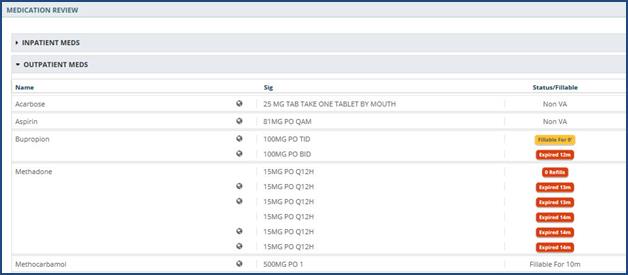 MEDICATION REVIEW
INPATIENT MEDS
OUTPATIENT MEDS
Name Sig Status/Fillable
Acarbose 25 MG TAB TAKE ONE TABLET BY MOUTH Non VA
Aspirin 81MG PO QAM Non VA
Bupropion 100MG PO TID Fillable For 0'
100MG PO BID Expired 12m
Methadone 15MG PO Q12H 0 Refills
15MG PO Q12H Expired 13m
15MG PO Q12H Expired 13m
15MG PO Q12H Expired 14m
15MG PO Q12H Expired 14m
15MG PO Q12H Expired 14m
Methocarbamol 500MG PO 1 Fillable For 10m